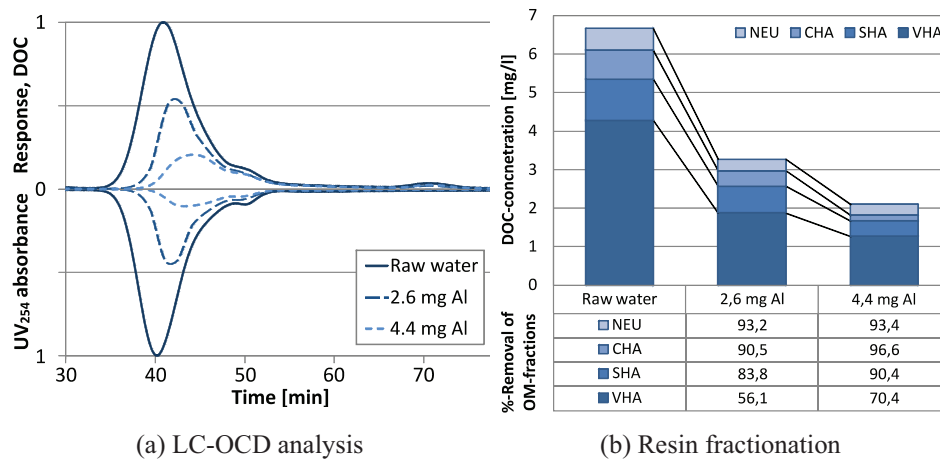 1
0
1
UV254 absorbance Response, DOC
Raw water
2.6 mg Al
4.4 mg Al
30 40 50 60 70
Time [min]
(a) LC-OCD analysis
NEU CHA SHA VHA
7
6
5
4
3
2
1
0
DOC-concnetration [mg/l]
Raw water 2,6 mg Al 4,4 mg Al
%-Removal of
OM-fractions
NEU 93,2 93,4
CHA 90,5 96,6
SHA 83,8 90,4
VHA 56,1 70,4
(b) Resin fractionation